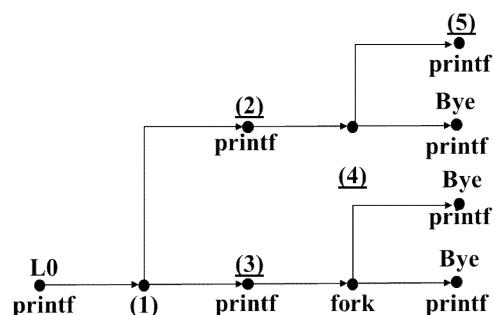 (5)
printf
(2)
Bye
printf
printf
(4)
Bye
printf
L0
(3)
Bye
printf
(1)
printf
fork
printf